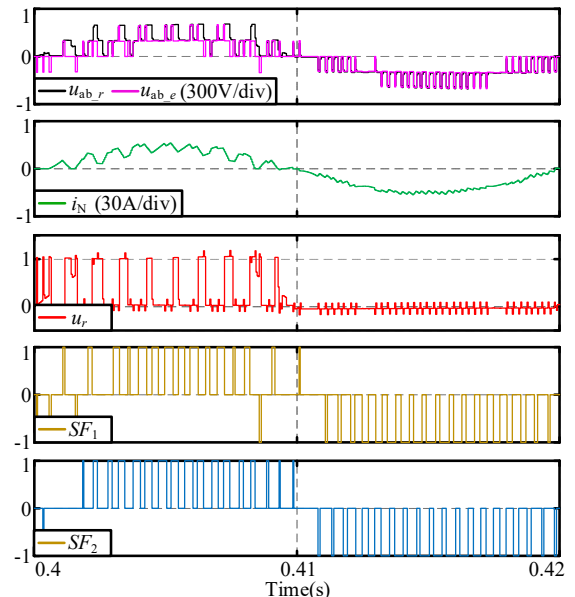 1
0
-1
u_ab_r u_ab_e (300V/div)
1
0
-1
i_N (30A/div)
1
0
u_r
1
0
-1
SF_1
1
0
-1
SF_2
0.4 0.41 0.42
Time(s)